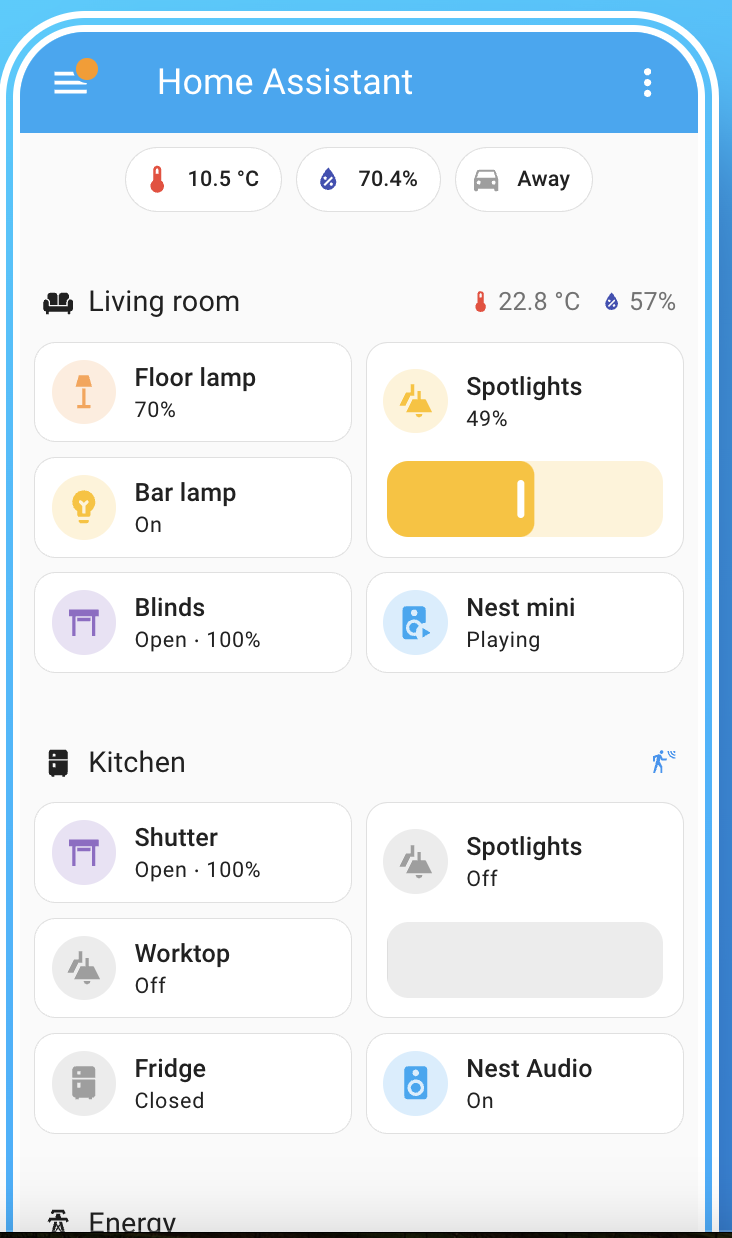 Home Assistant
10.5 °C
70.4%
Away
Living room
22.8 °C
57%
Floor lamp
70%
Spotlights
49%
Bar lamp
On
Blinds
Open · 100%
Nest mini
Playing
Kitchen
Shutter
Open · 100%
Spotlights
Off
Worktop
Off
Fridge
Closed
Nest Audio
On
Energy